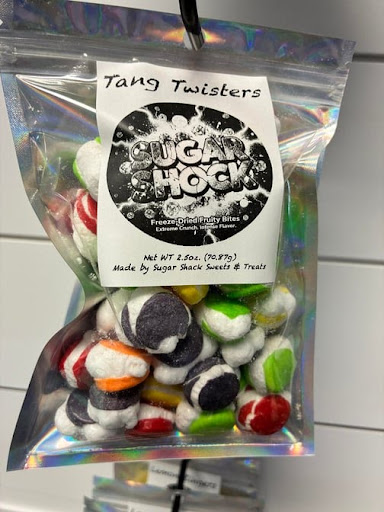 Tang Twisters
SUGAR
SHOCK
Freeze-Dried Fruity Bites
Extreme Crunch. Intense Flavor.
Net WT 2.5oz. (70.87g)
Made by Sugar Shack Sweets & Treats